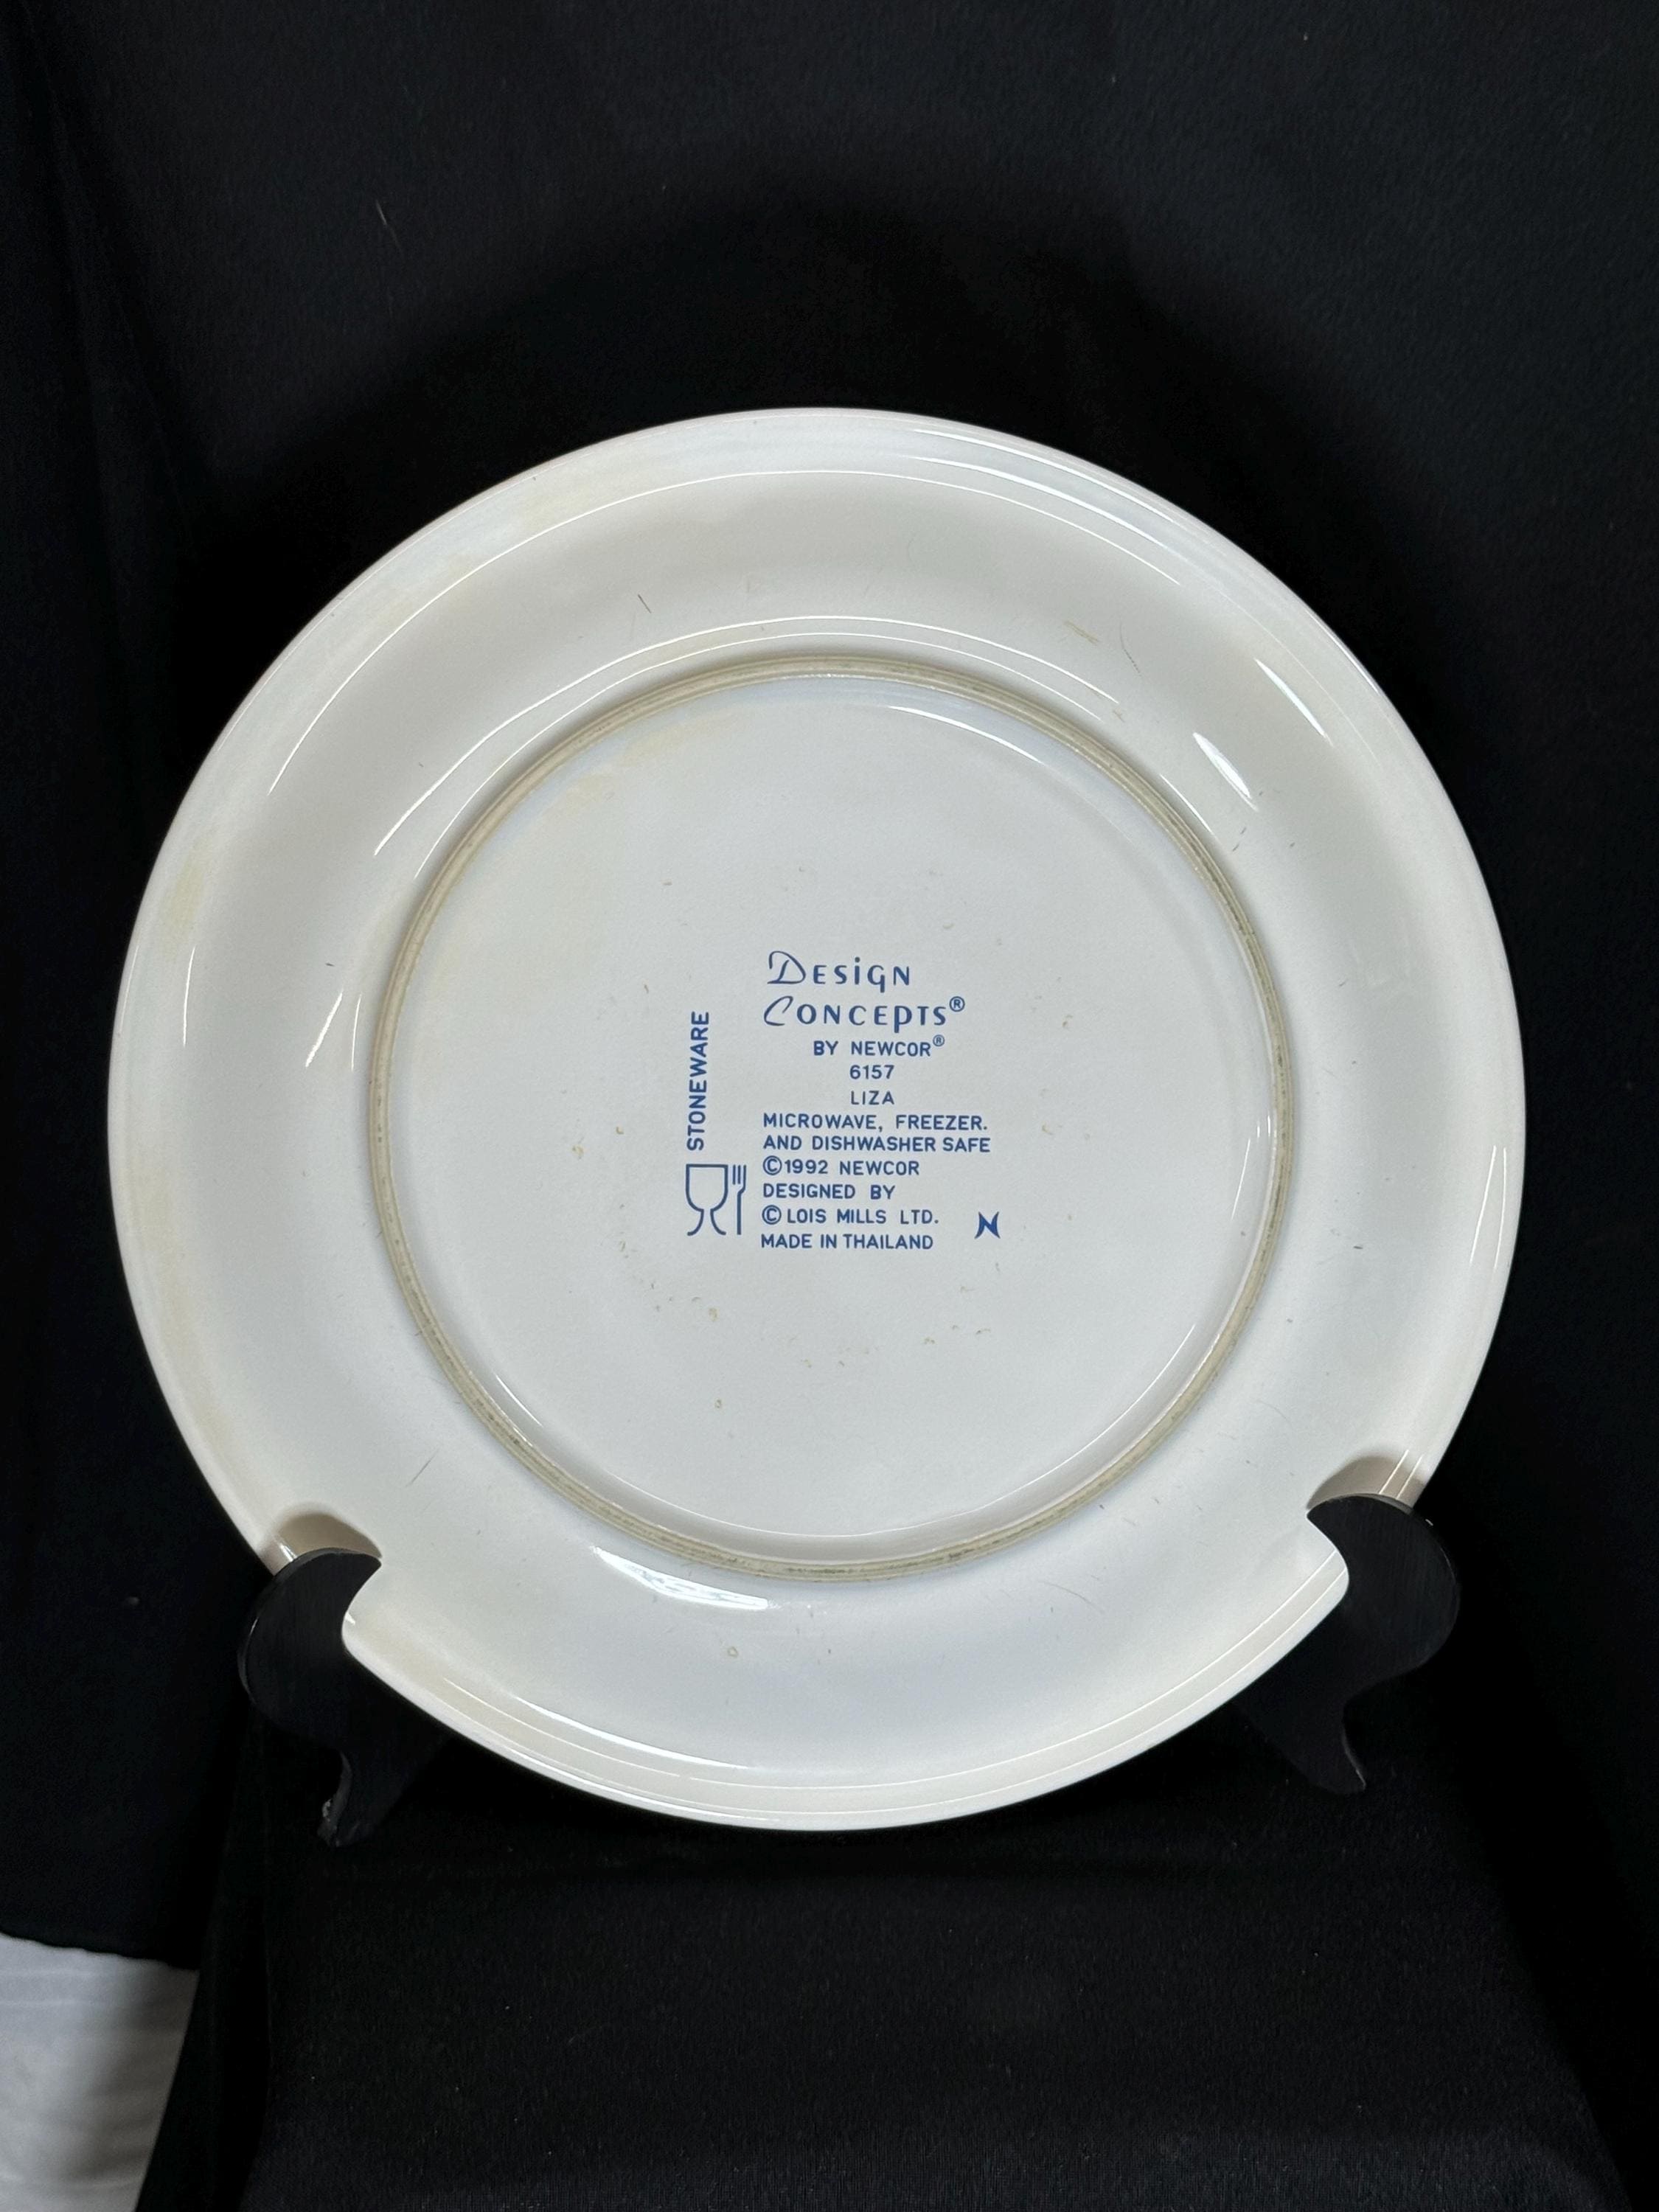 DESIGN
CONCEPTS®
BY NEWCOR®
6157
LIZA
MICROWAVE, FREEZER.
AND DISHWASHER SAFE
©1992 NEWCOR
DESIGNED BY
© LOIS MILLS LTD.
MADE IN THAILAND
N
STONEWARE